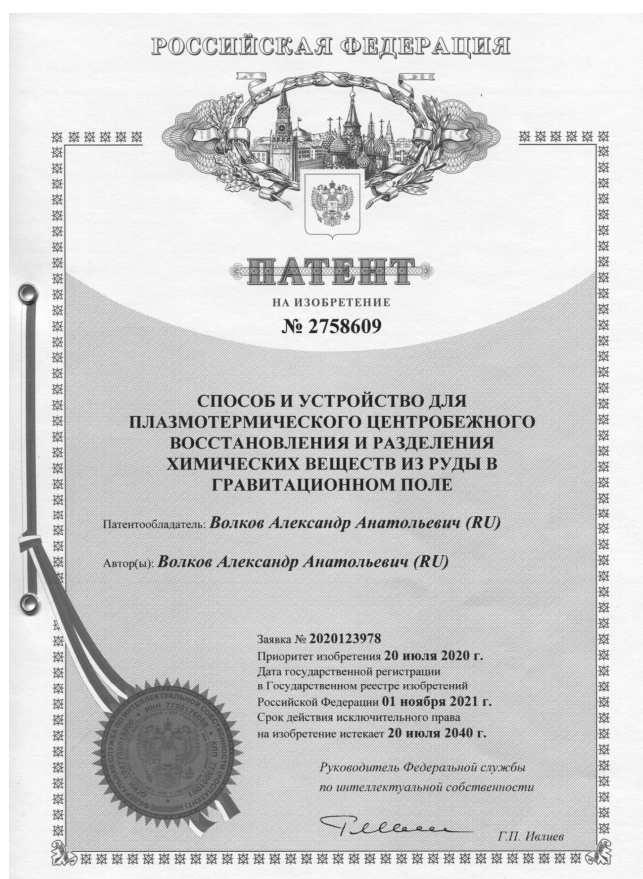 РОССИЙСКАЯ ФЕДЕРАЦИЯ
ПАТЕНТ
НА ИЗОБРЕТЕНИЕ
№ 2758609
СПОСОБ И УСТРОЙСТВО ДЛЯ
ПЛАЗМОТЕРМИЧЕСКОГО ЦЕНТРОБЕЖНОГО
ВОССТАНОВЛЕНИЯ И РАЗДЕЛЕНИЯ
ХИМИЧЕСКИХ ВЕЩЕСТВ ИЗ РУДЫ В
ГРАВИТАЦИОННОМ ПОЛЕ
Патентообладатель: Волков Александр Анатольевич (RU)
Автор(ы): Волков Александр Анатольевич (RU)
Заявка № 2020123978
Приоритет изобретения 20 июля 2020 г.
Дата государственной регистрации
в Государственном реестре изобретений
Российской Федерации 01 ноября 2021 г.
Срок действия исключительного права
на изобретение истекает 20 июля 2040 г.
Руководитель Федеральной службы
по интеллектуальной собственности
Г.П. Ивлиев